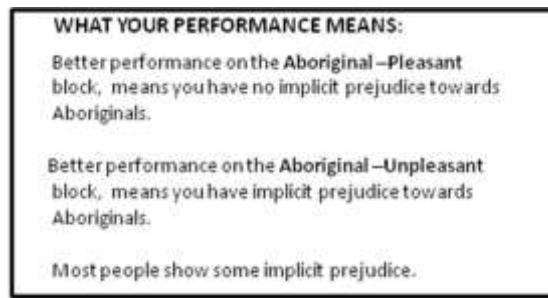 WHAT YOUR PERFORMANCE MEANS:
Better performance on the Aboriginal –Pleasant
block, means you have no implicit prejudice towards
Aboriginals.
Better performance on the Aboriginal –Unpleasant
block, means you have implicit prejudice towards
Aboriginals.
Most people show some implicit prejudice.